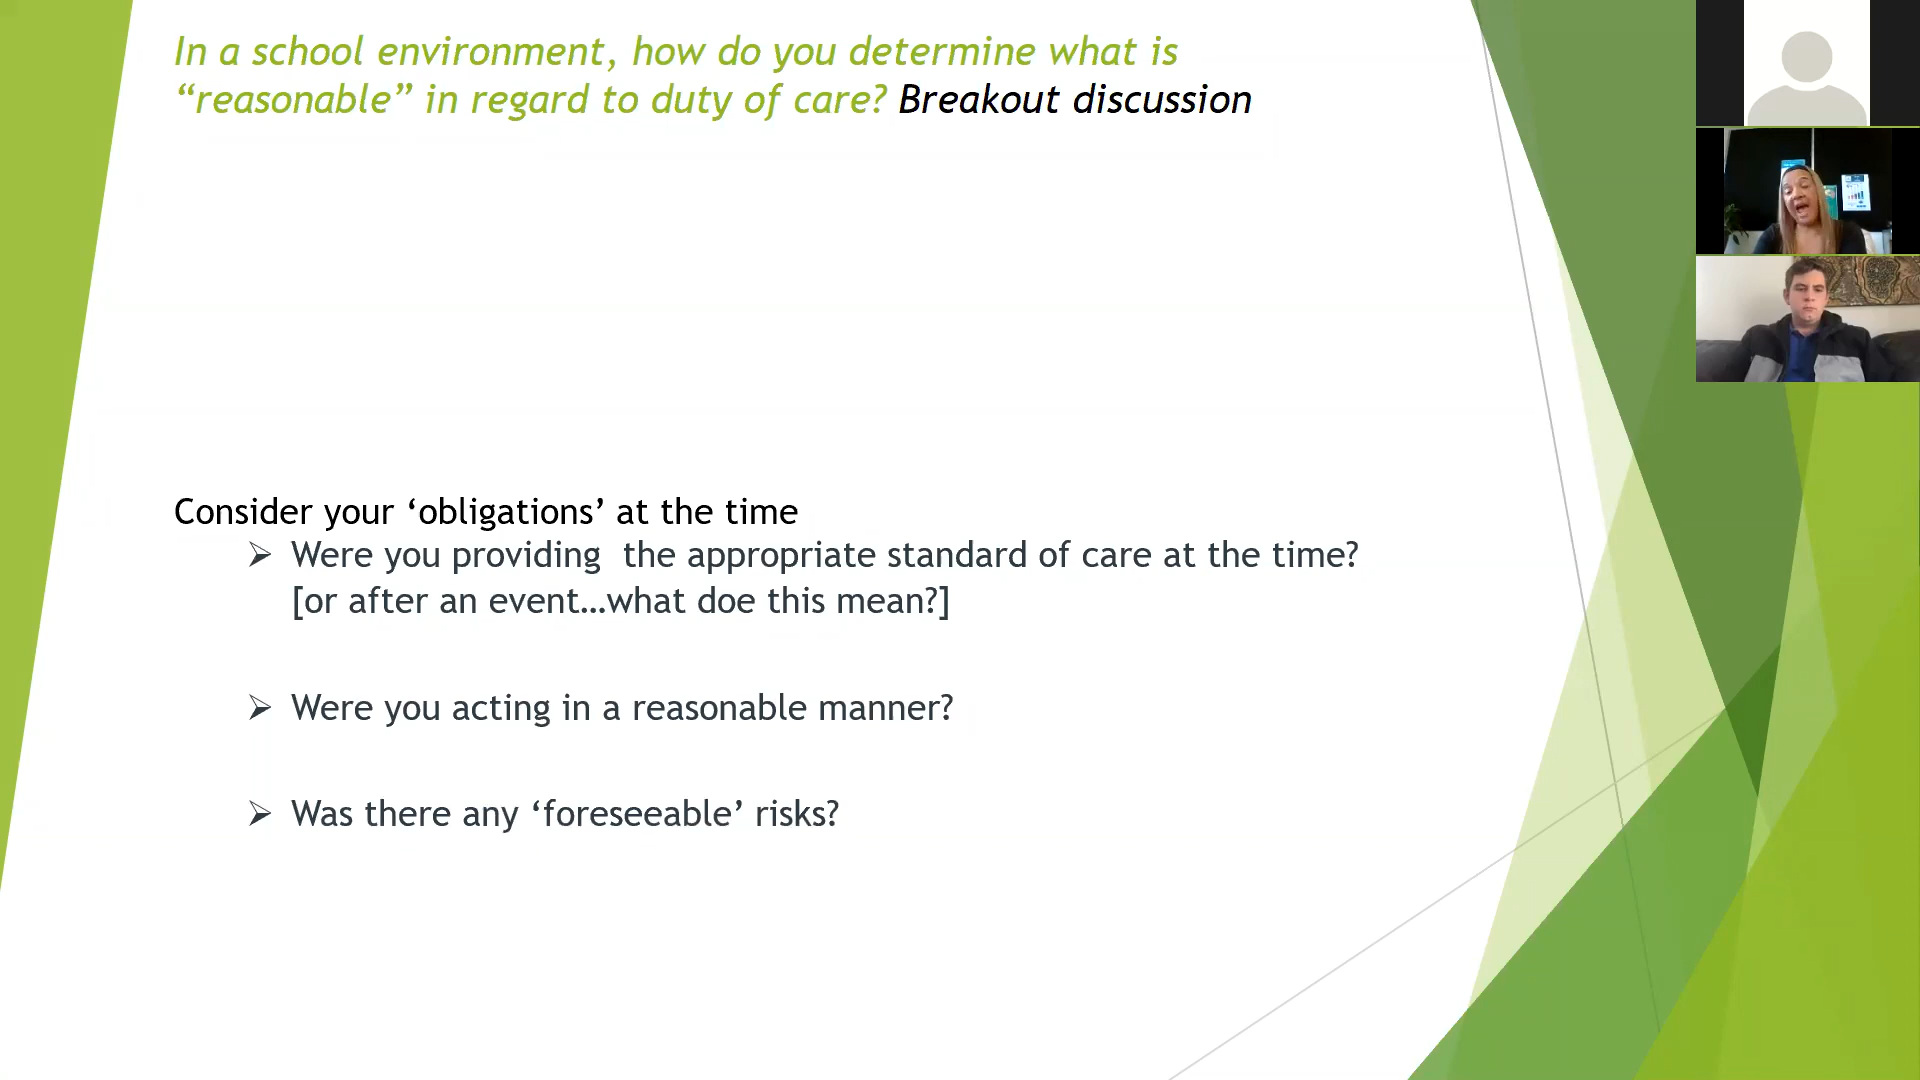 In a school environment, how do you determine what is
“reasonable” in regard to duty of care? Breakout discussion
Consider your ‘obligations’ at the time
Were you providing the appropriate standard of care at the time?
[or after an event…what doe this mean?]
Were you acting in a reasonable manner?
Was there any ‘foreseeable’ risks?